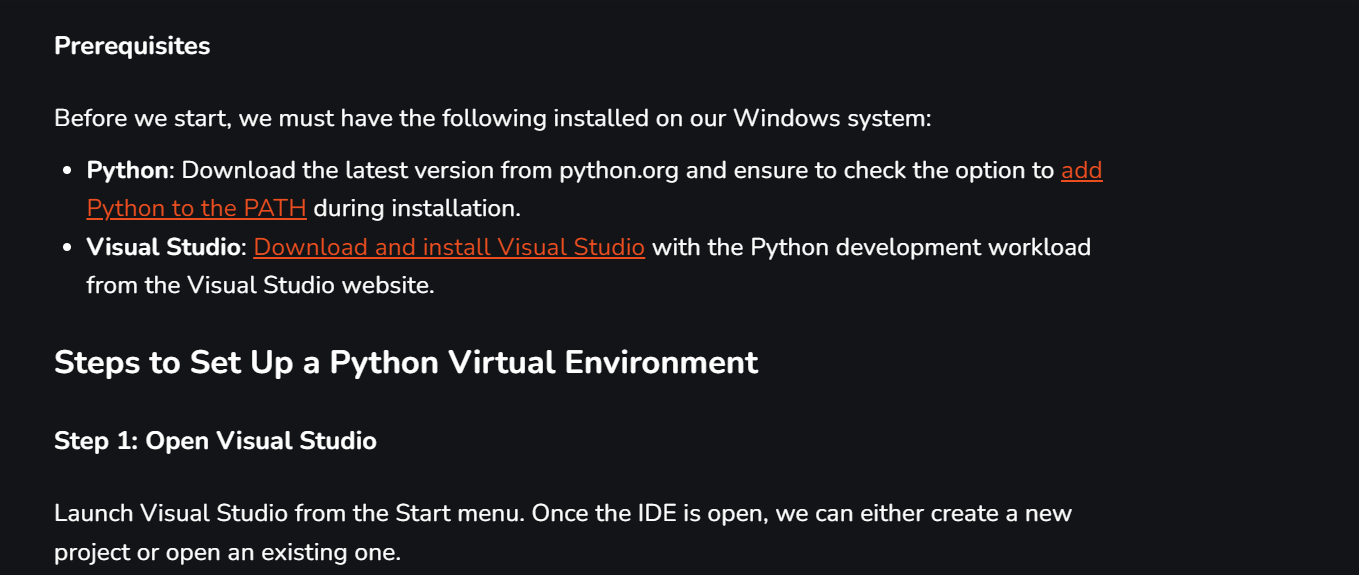 Prerequisites
Before we start, we must have the following installed on our Windows system:
• Python: Download the latest version from python.org and ensure to check the option to add
Python to the PATH during installation.
• Visual Studio: Download and install Visual Studio with the Python development workload
from the Visual Studio website.
Steps to Set Up a Python Virtual Environment
Step 1: Open Visual Studio
Launch Visual Studio from the Start menu. Once the IDE is open, we can either create a new
project or open an existing one.